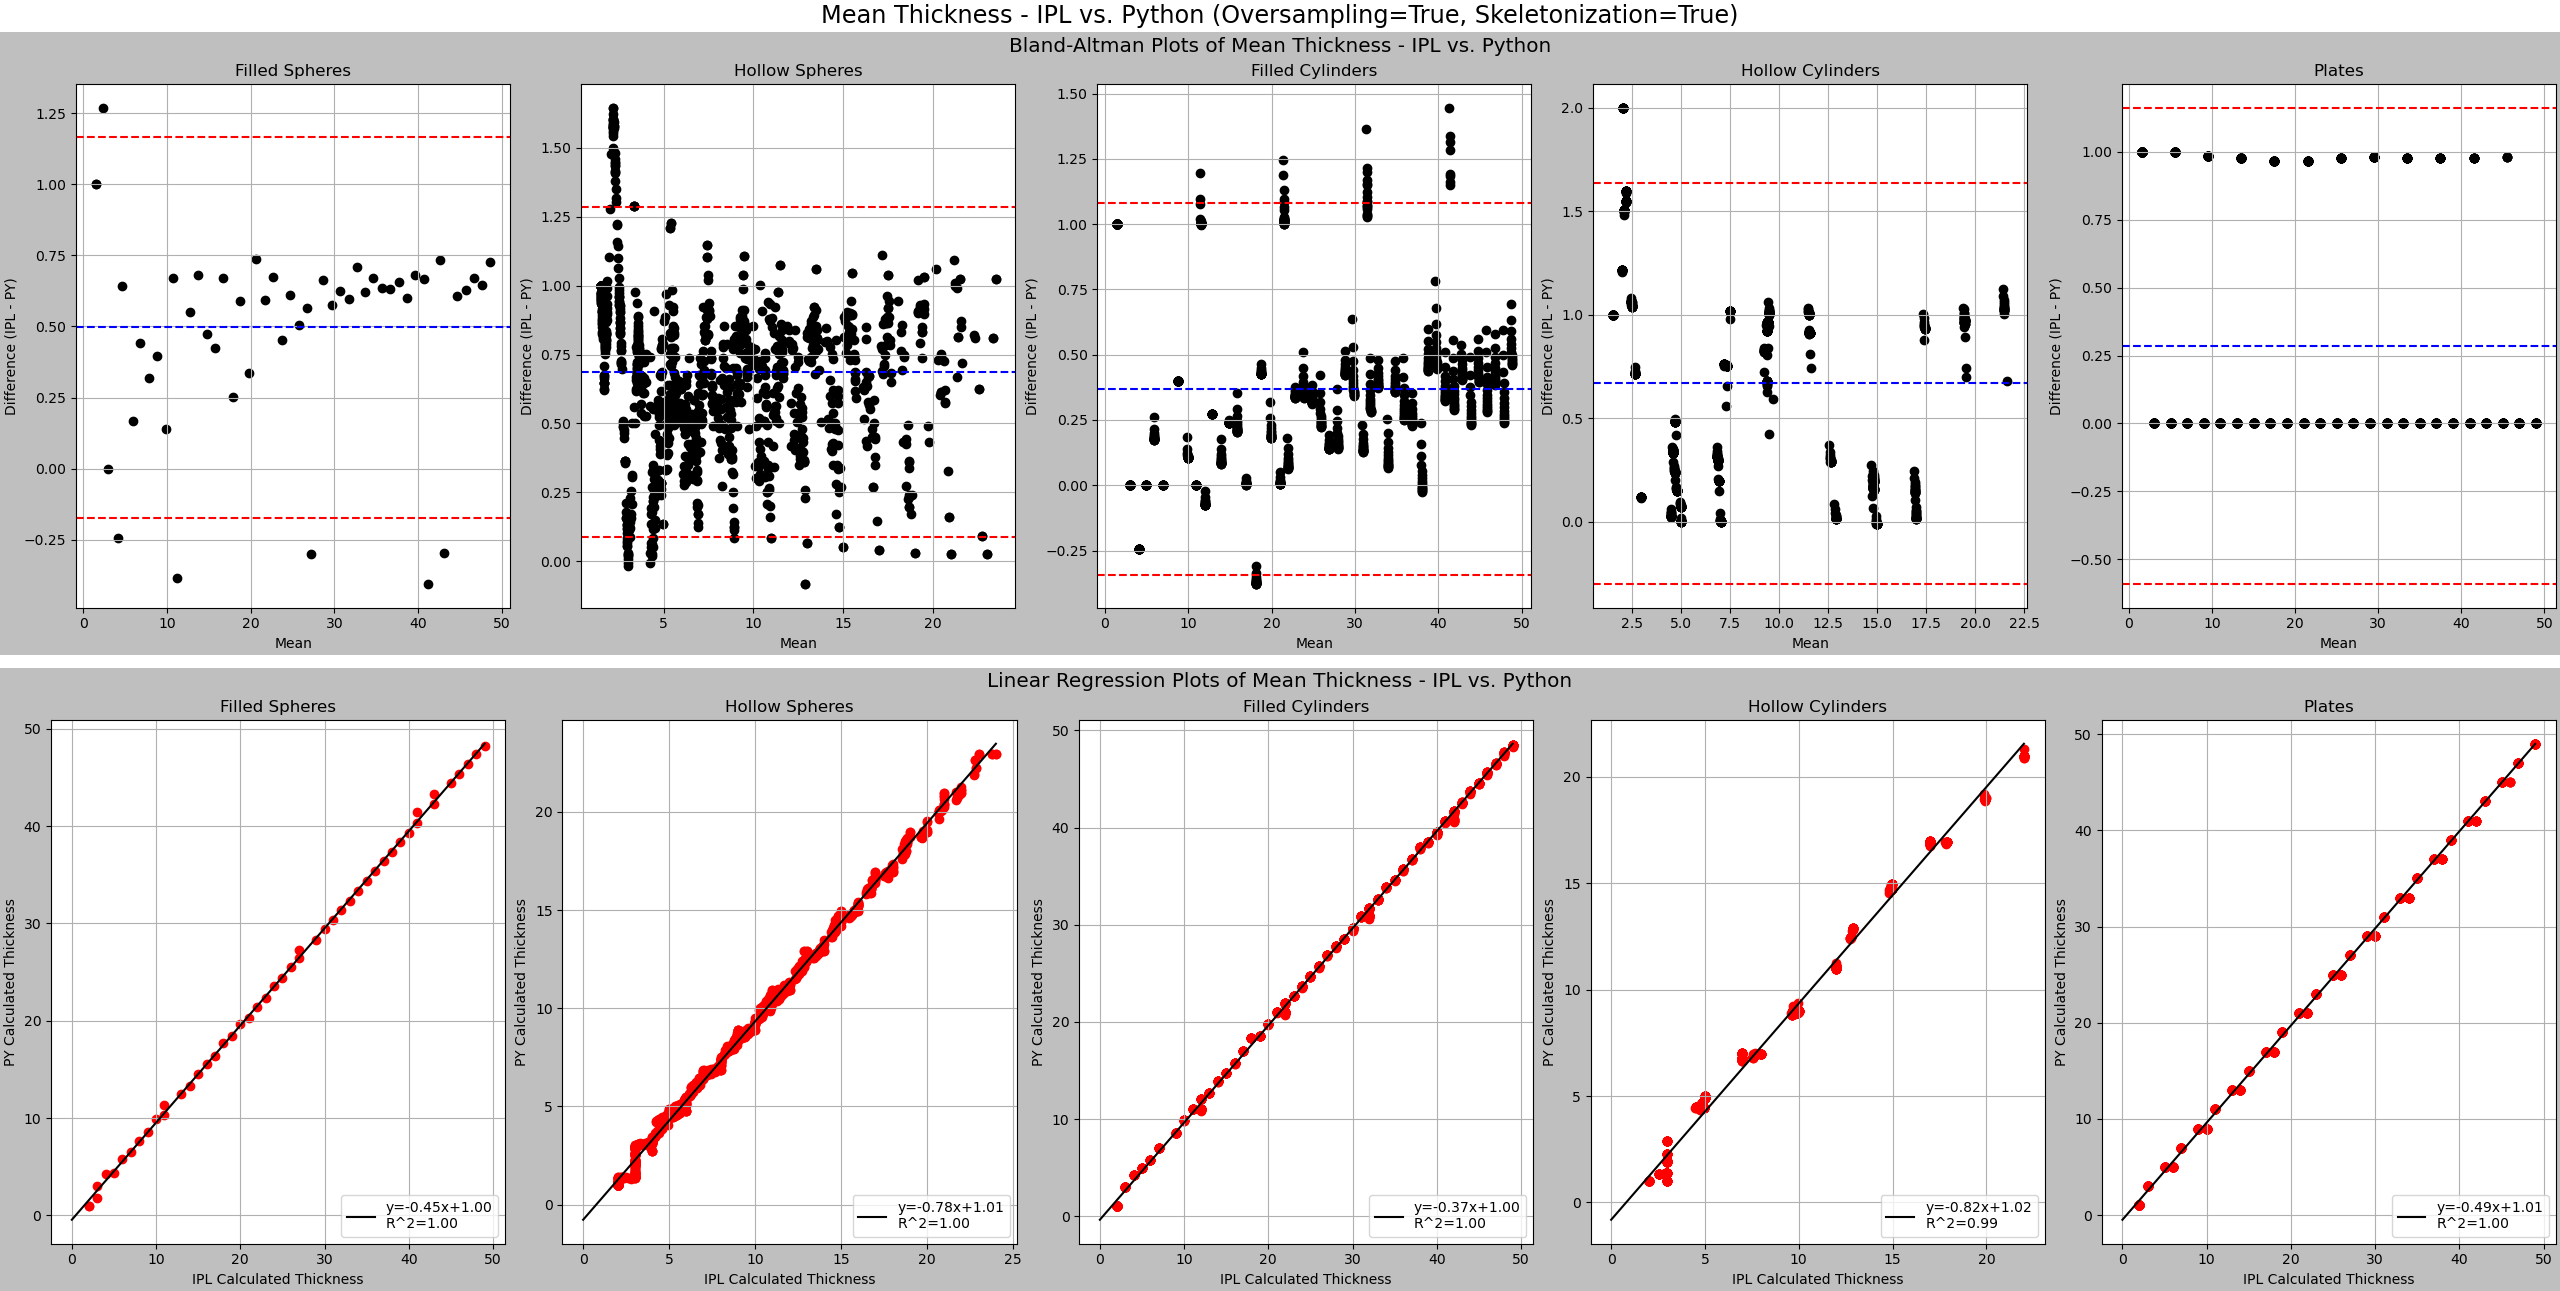 Mean Thickness - IPL vs. Python (Oversampling=True, Skeletonization=True)
Bland-Altman Plots of Mean Thickness - IPL vs. Python
Filled Spheres
Difference (IPL - PY)
1.25
1.00
0.75
0.50
0.25
0.00
−0.25
0 10 20 30 40 50
Mean
Hollow Spheres
Difference (IPL - PY)
1.50
1.25
1.00
0.75
0.50
0.25
0.00
5 10 15 20
Mean
Filled Cylinders
Difference (IPL - PY)
1.50
1.25
1.00
0.75
0.50
0.25
0.00
−0.25
0 10 20 30 40 50
Mean
Hollow Cylinders
Difference (IPL - PY)
2.0
1.5
1.0
0.5
0.0
2.5 5.0 7.5 10.0 12.5 15.0 17.5 20.0 22.5
Mean
Plates
Difference (IPL - PY)
1.00
0.75
0.50
0.25
0.00
−0.25
−0.50
0 10 20 30 40 50
Mean
Linear Regression Plots of Mean Thickness - IPL vs. Python
Filled Spheres
PY Calculated Thickness
50
40
30
20
10
0
y=-0.45x+1.00
R^2=1.00
0 10 20 30 40 50
IPL Calculated Thickness
Hollow Spheres
PY Calculated Thickness
20
15
10
5
0
y=-0.78x+1.01
R^2=1.00
0 5 10 15 20 25
IPL Calculated Thickness
Filled Cylinders
PY Calculated Thickness
50
40
30
20
10
0
y=-0.37x+1.00
R^2=1.00
0 10 20 30 40 50
IPL Calculated Thickness
Hollow Cylinders
PY Calculated Thickness
20
15
10
5
0
y=-0.82x+1.02
R^2=0.99
0 5 10 15 20
IPL Calculated Thickness
Plates
PY Calculated Thickness
50
40
30
20
10
0
y=-0.49x+1.01
R^2=1.00
0 10 20 30 40 50
IPL Calculated Thickness